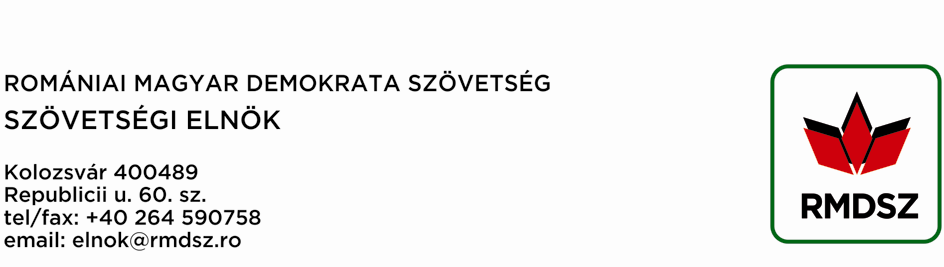 ROMÁNIAI MAGYAR DEMOKRATA SZÖVETSÉG
SZÖVETSÉGI ELNÖK
Kolozsvár 400489
Republicii u. 60. sz.
tel/fax: +40 264 590758
email: elnok@rmdsz.ro
RMDSZ